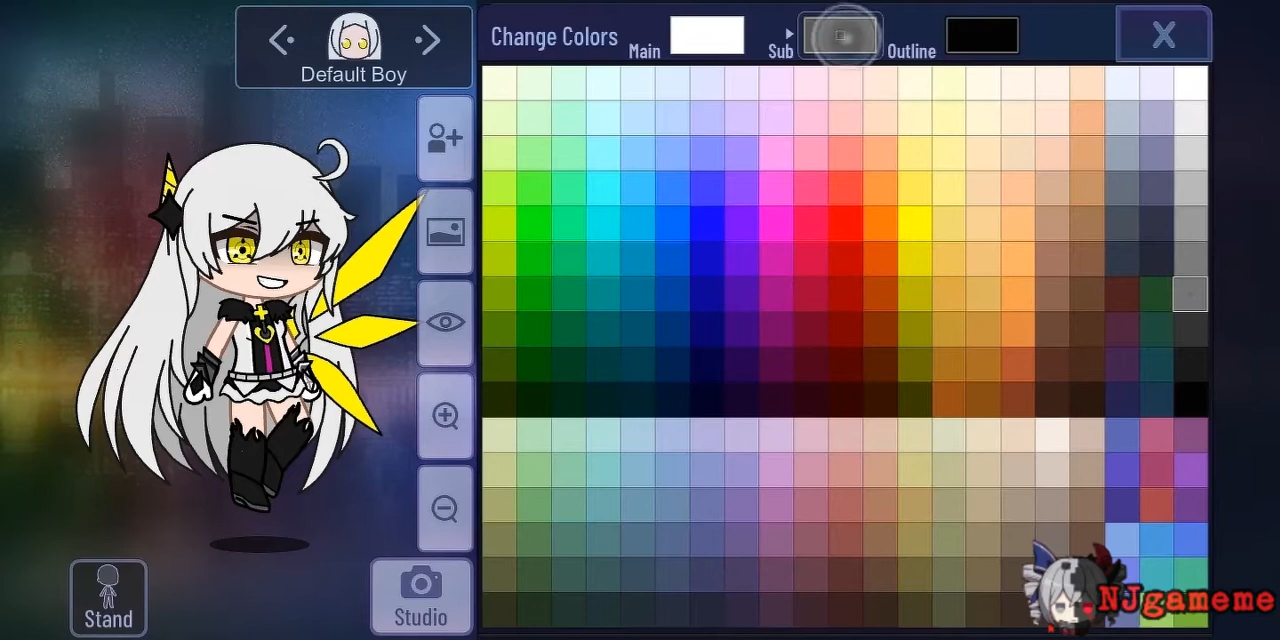 Default Boy
Change Colors
Main
Sub
Outline
X
Stand
Studio
NJgameme